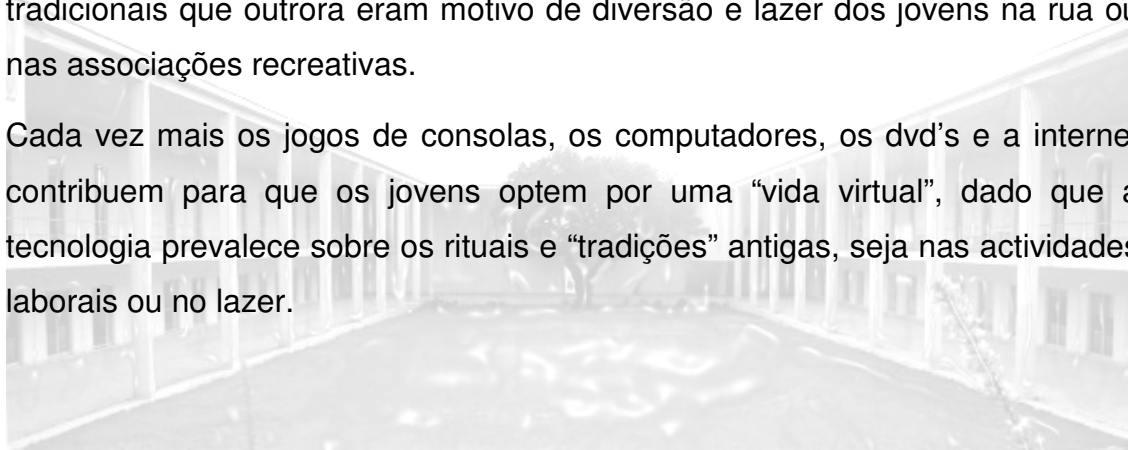 tradicionais que outrora eram motivo de diversão e lazer dos jovens na rua ou
nas associações recreativas.
Cada vez mais os jogos de consolas, os computadores, os dvd’s e a interne
contribuem para que os jovens optem por uma “vida virtual”, dado que a
tecnologia prevalece sobre os rituais e “tradições” antigas, seja nas actividades
laborais ou no lazer.